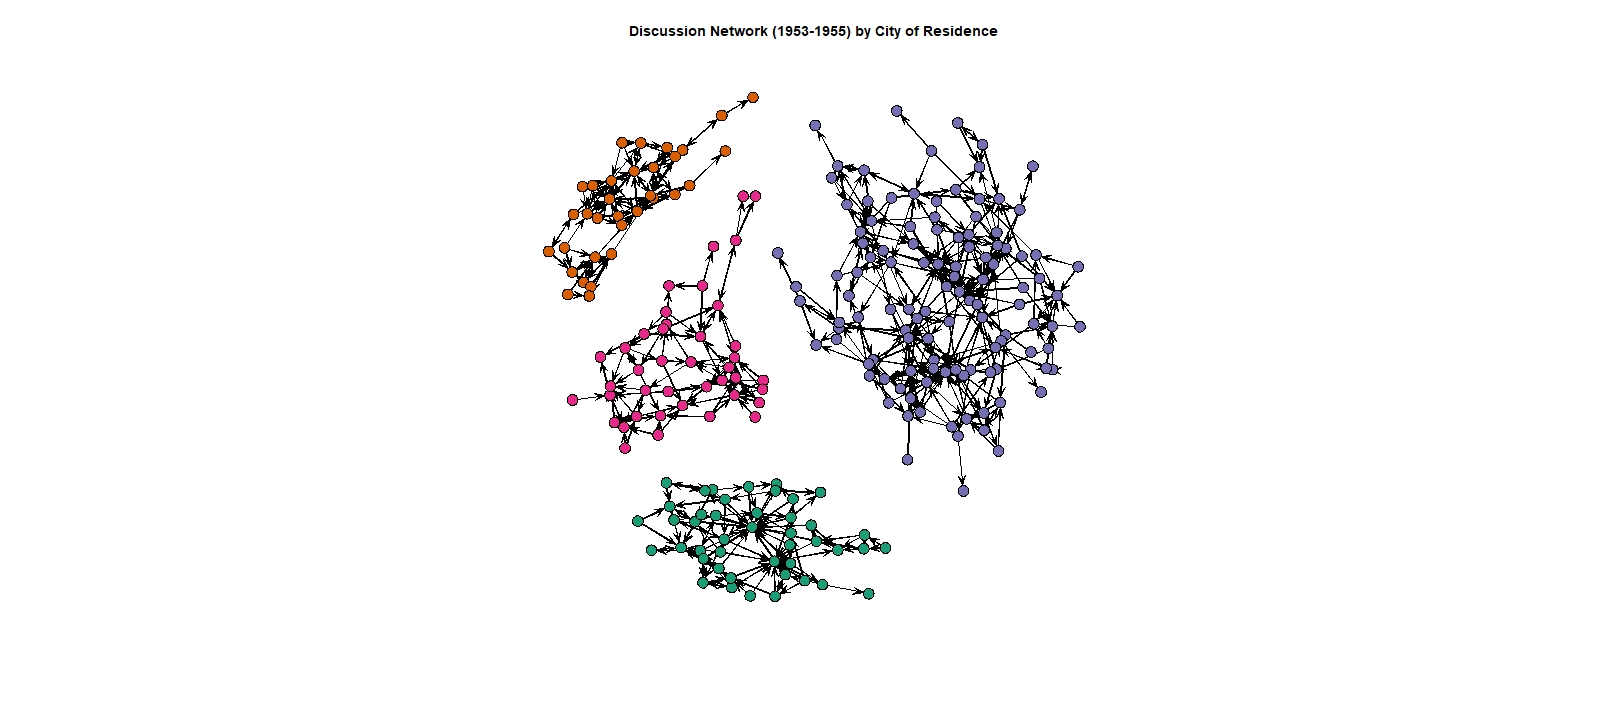 Discussion Network (1953-1955) by City of Residence